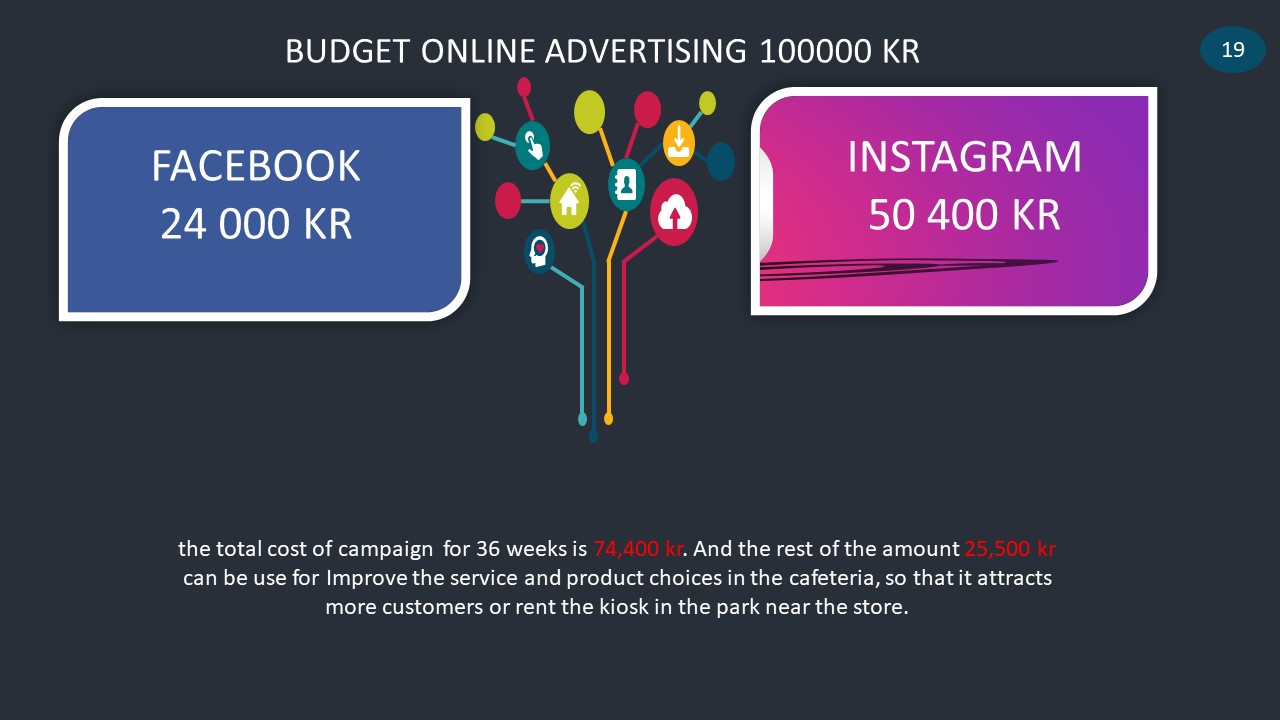 BUDGET ONLINE ADVERTISING 100000 KR
19
FACEBOOK
24 000 KR
INSTAGRAM
50 400 KR
the total cost of campaign for 36 weeks is 74,400 kr. And the rest of the amount 25,500 kr
can be use for Improve the service and product choices in the cafeteria, so that it attracts
more customers or rent the kiosk in the park near the store.